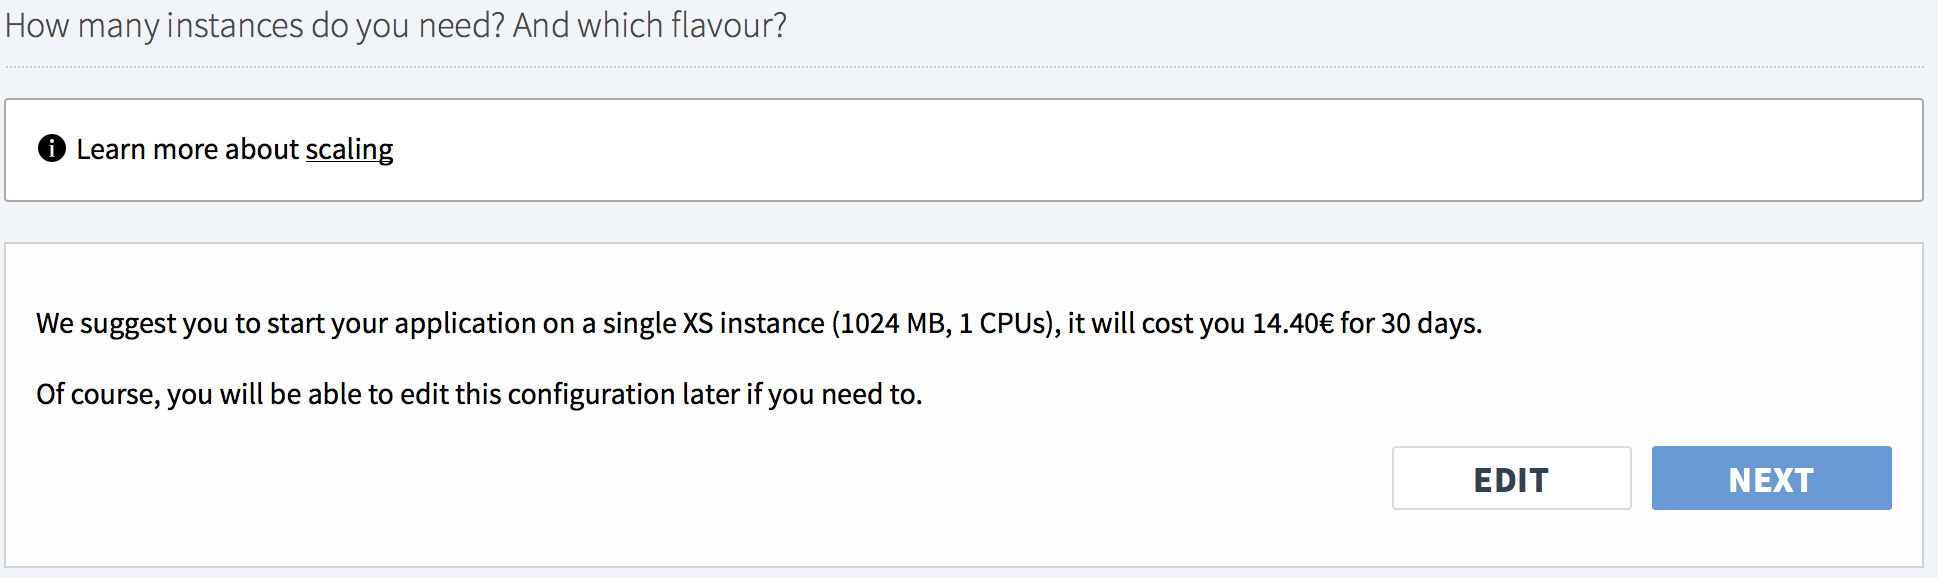 How many instances do you need? And which flavour?
Learn more about scaling
We suggest you to start your application on a single XS instance (1024 MB, 1 CPUs), it will cost you 14.40€ for 30 days.
Of course, you will be able to edit this configuration later if you need to.
EDIT
NEXT